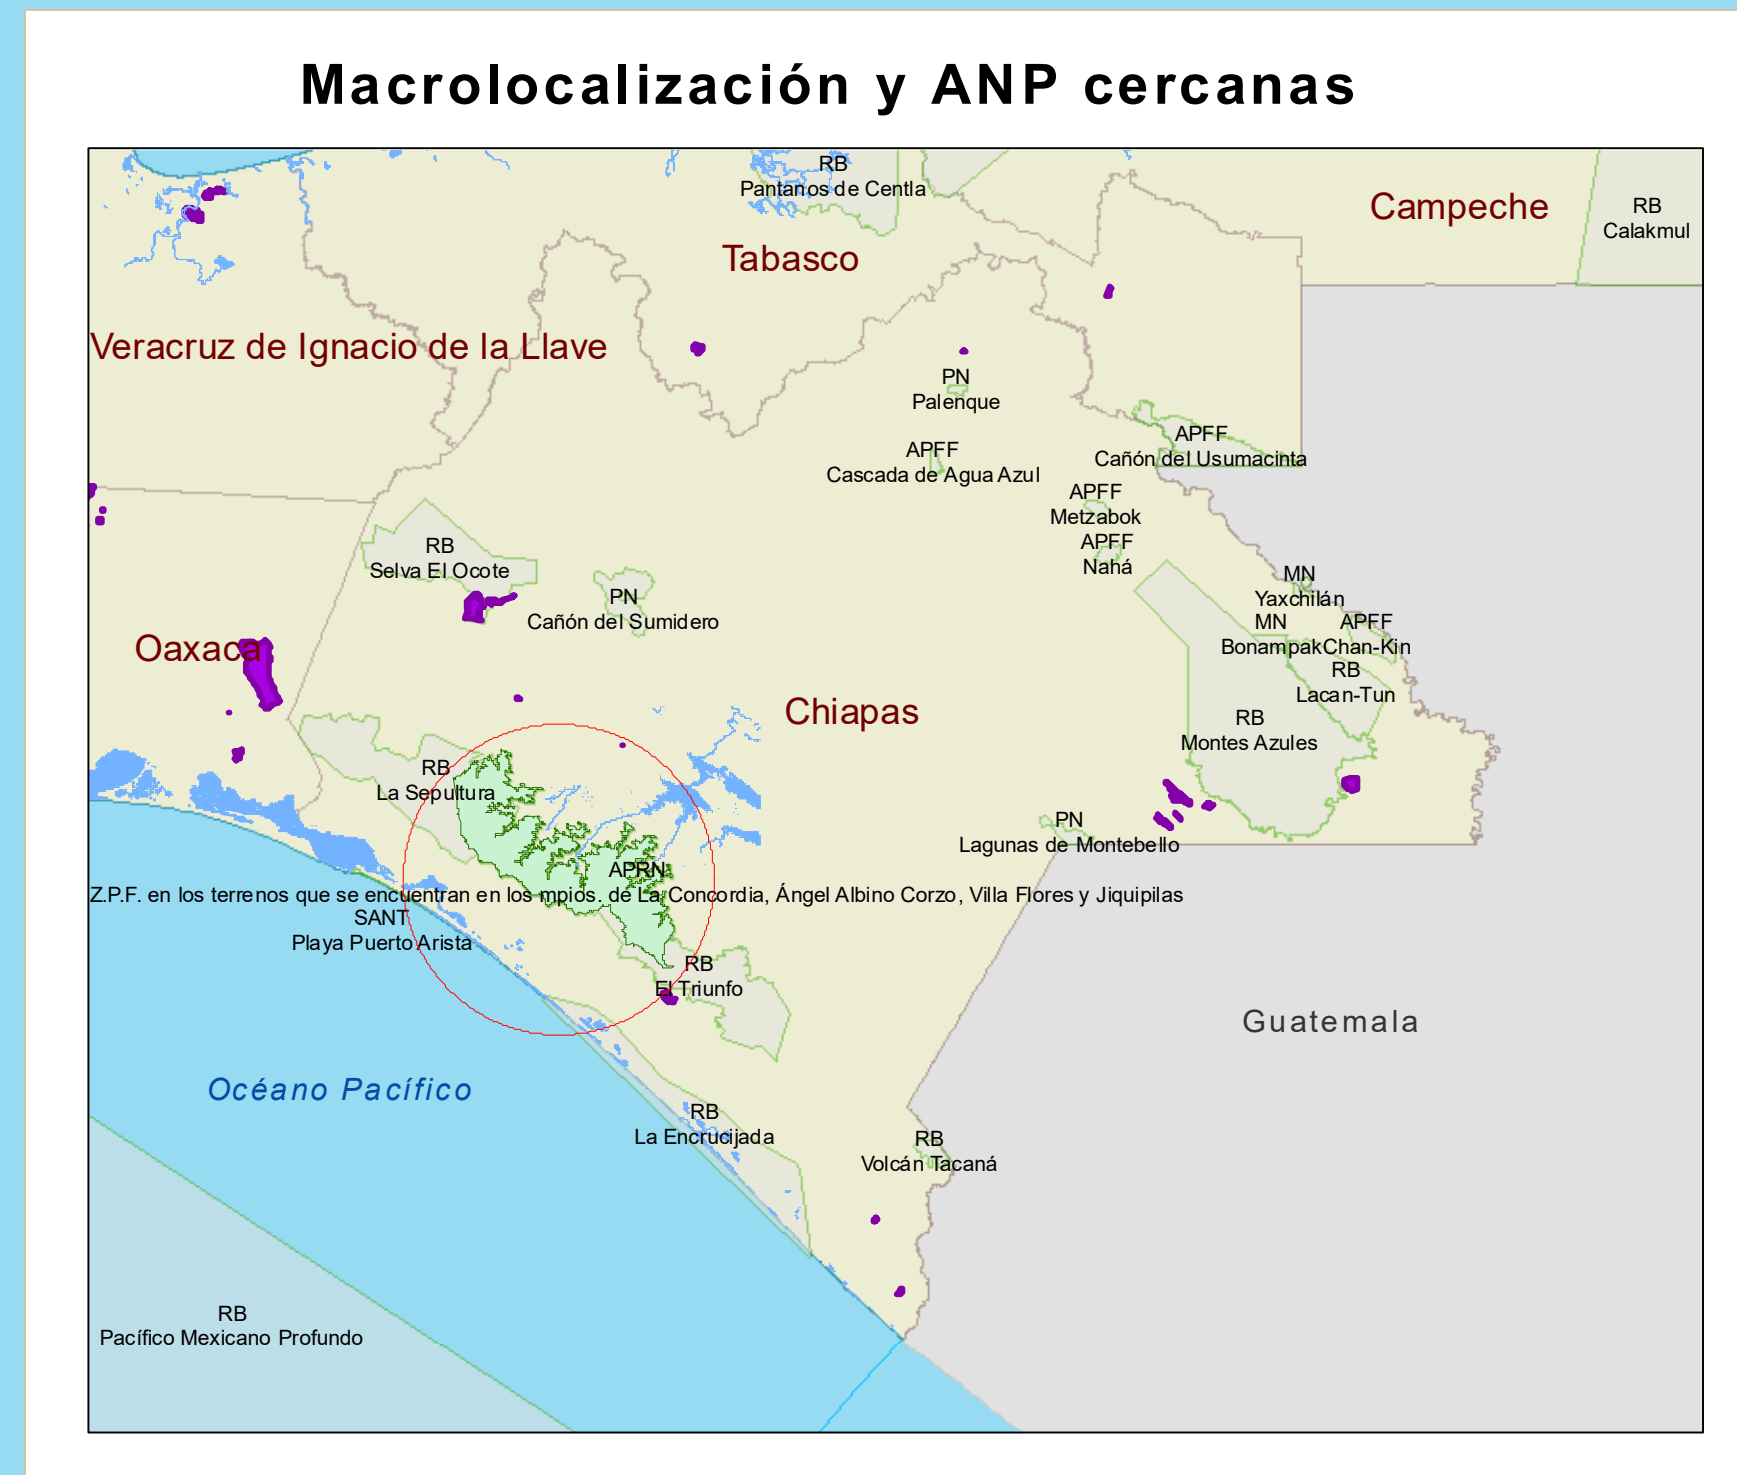 Macrolocalización y ANP cercanas
RB
Pantanos de Centla
Campeche
RB
Calakmul
Tabasco
Veracruz de Ignacio de la Llave
PN
Palenque
APFF
Cañón del Usumacinta
APFF
Cascada de Agua Azul
APFF
Metzabok
APFF
Nahá
RB
Selva El Ocote
PN
Cañón del Sumidero
MN
Yaxchilán
MN
Bonampak
APFF
Chan-Kin
Oaxaca
RB
Lacan-Tun
Chiapas
RB
Montes Azules
RB
La Sepultura
PN
Lagunas de Montebello
APRN
Z.P.F. en los terrenos que se encuentran en los mpios. de La Concordia, Ángel Albino Corzo, Villa Flores y Jiquipilas
SANT
Playa Puerto Arista
RB
El Triunfo
Guatemala
Océano Pacífico
RB
La Encrucijada
RB
Volcán Tacaná
RB
Pacífico Mexicano Profundo